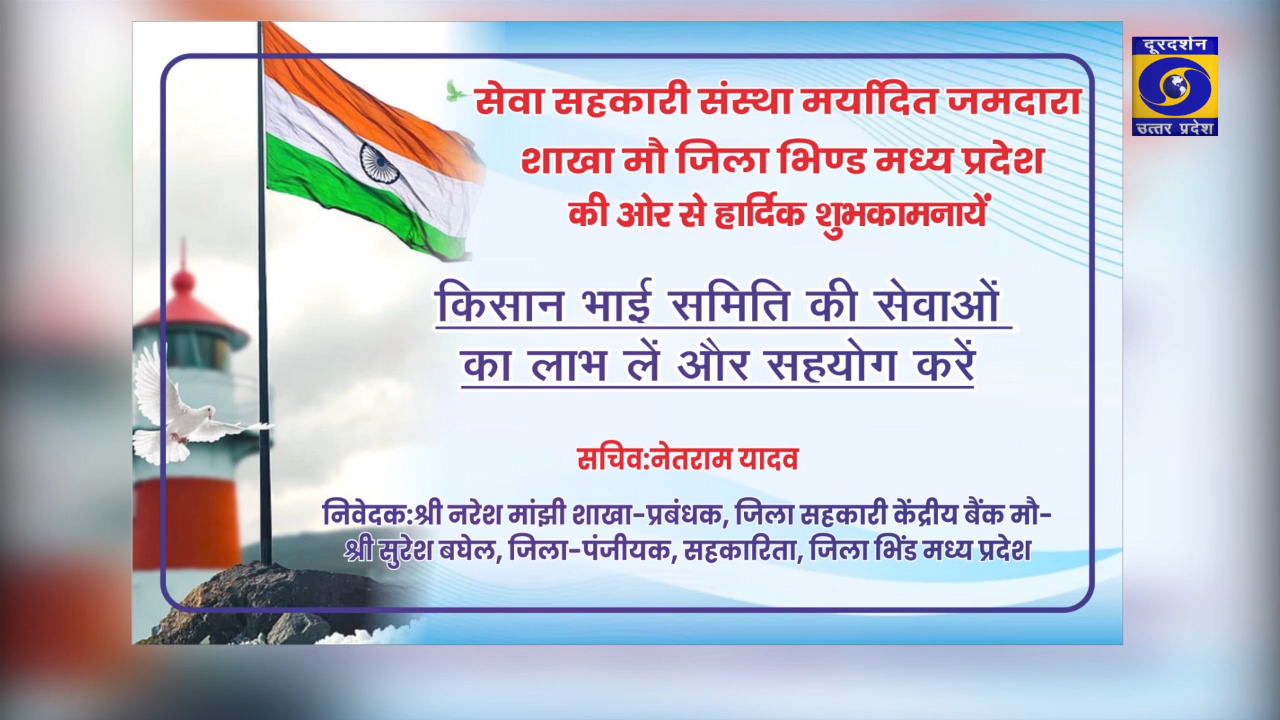 दूरदर्शन
उत्तर प्रदेश
सेवा सहकारी संस्था मर्यादित जमदारा
शाखा मौ जिला भिण्ड मध्य प्रदेश
की ओर से हार्दिक शुभकामनायें
किसान भाई समिति की सेवाओं
का लाभ लें और सहयोग करें
सचिव:नेतराम यादव
निवेदक:श्री नरेश मांझी शाखा-प्रबंधक, जिला सहकारी केंद्रीय बैंक मौ-
श्री सुरेश बघेल, जिला-पंजीयक, सहकारिता, जिला भिंड मध्य प्रदेश